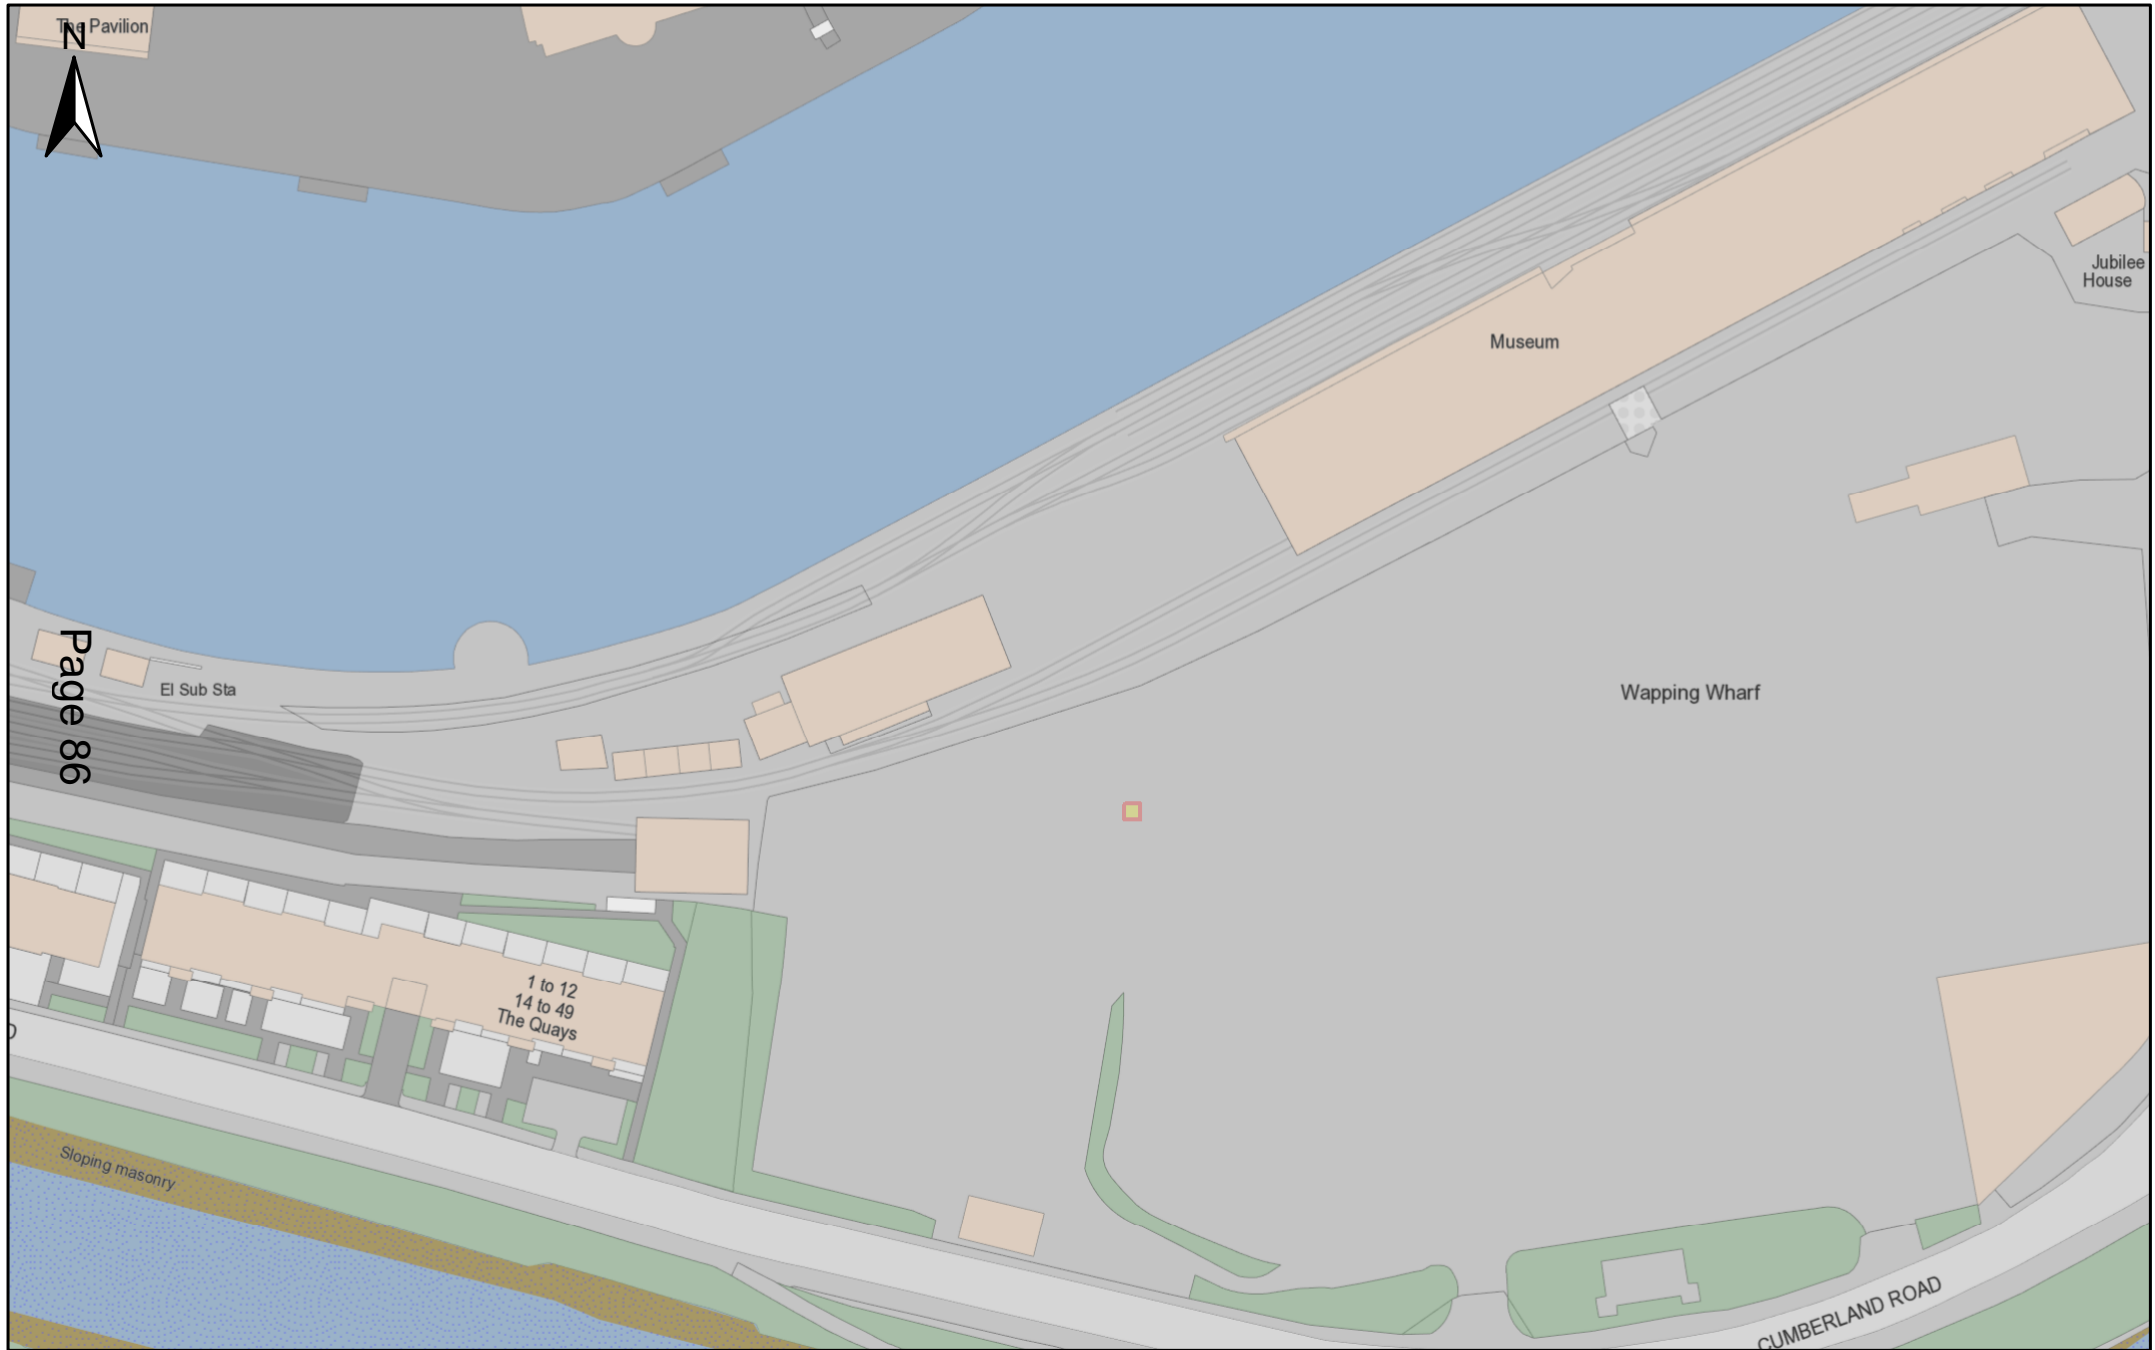 The Pavilion
N
Jubilee
House
Museum
Page 86
El Sub Sta
Wapping Wharf
1 to 12
14 to 49
The Quays
Sloping masonry
CUMBERLAND ROAD